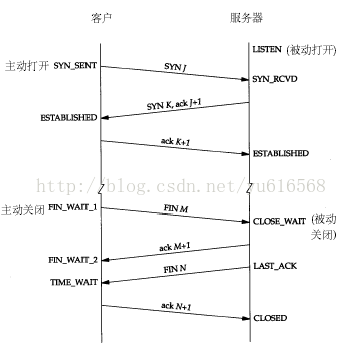 客户 服务器
LISTEN (被动打开)
主动打开 SYN_SENT SYN J SYN_RCVD
SYN K, ack J+1
ESTABLISHED
ack K+1
ESTABLISHED
http://blog.csdn.net/zu616568
主动关闭 FIN_WAIT_1 FIN M CLOSE_WAIT (被动
关闭)
ack M+1
FIN_WAIT_2 FIN N LAST_ACK
TIME_WAIT
ack N+1
CLOSED